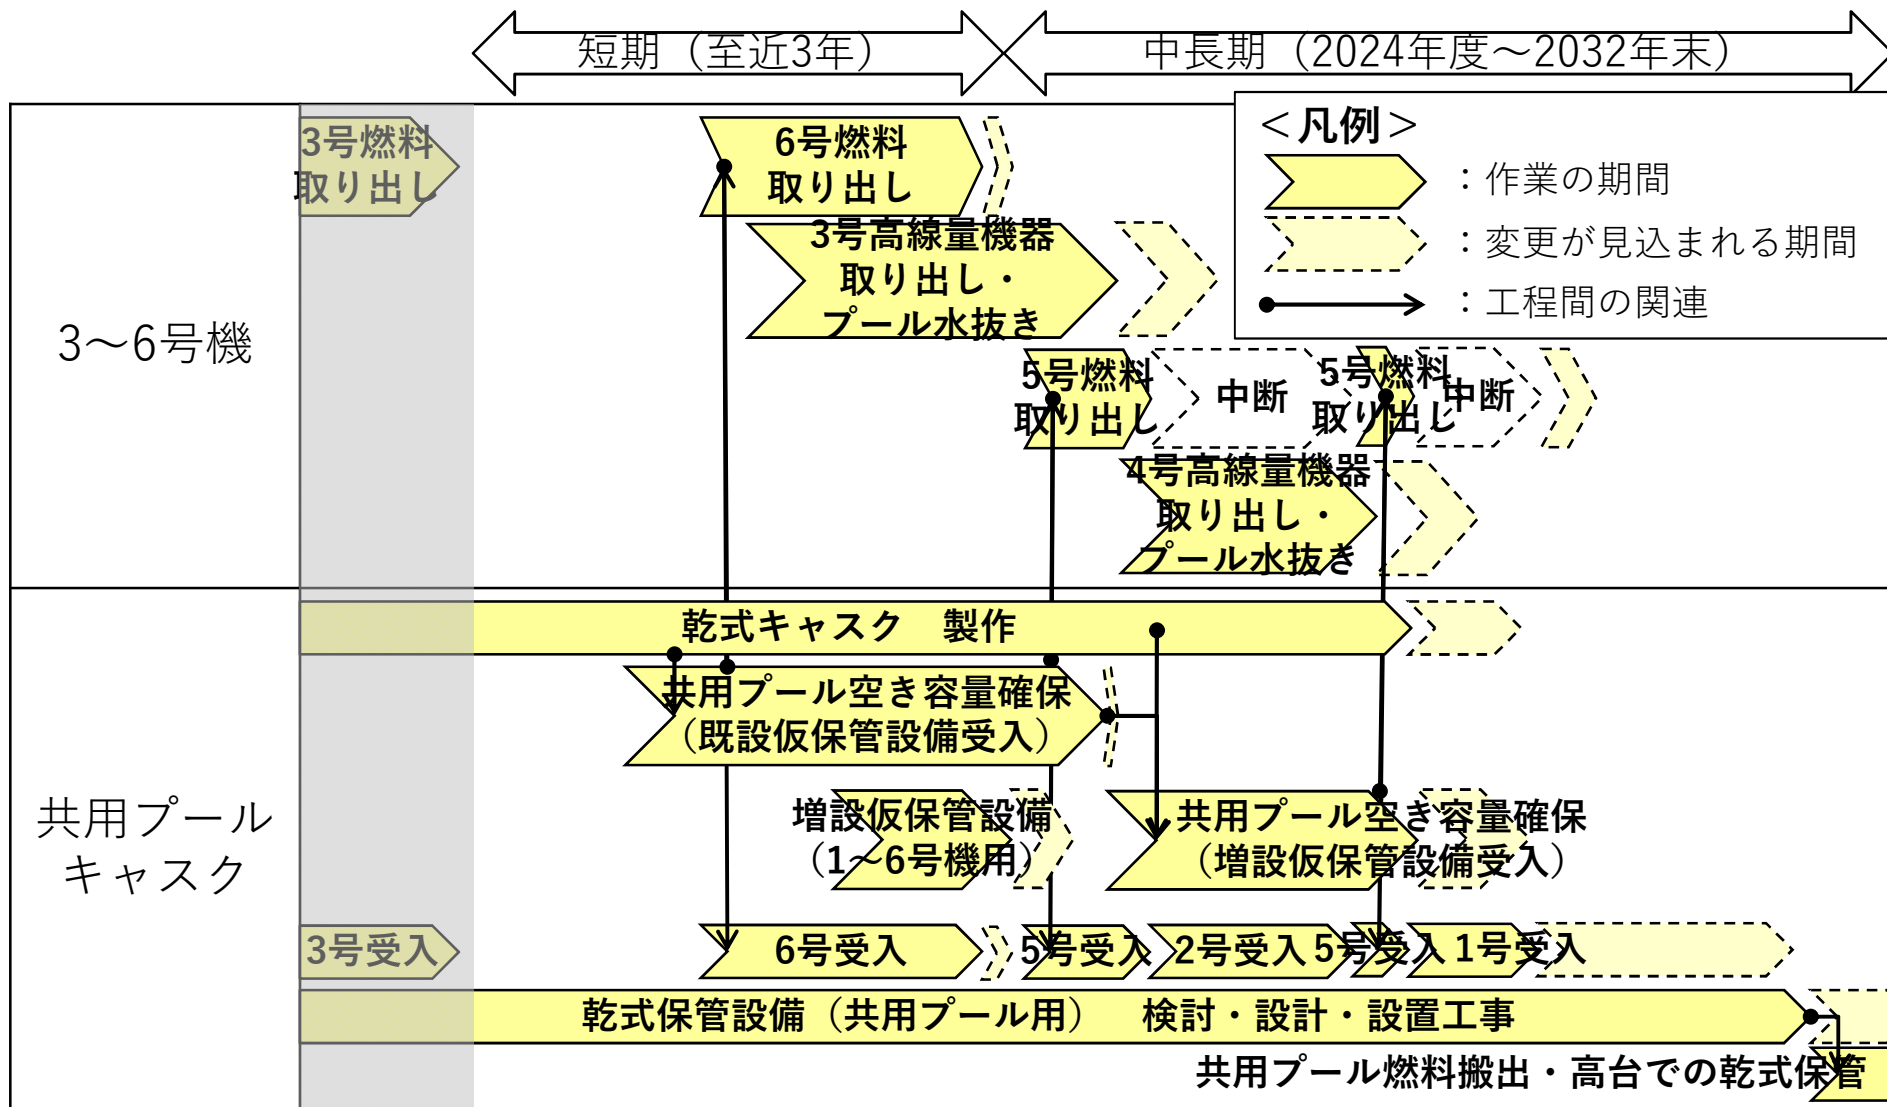 短期（至近3年）
中長期（2024年度～2032年末）
＜凡例＞
：作業の期間
：変更が見込まれる期間
：工程間の関連
3～6号機
3号燃料
取り出し
6号燃料
取り出し
3号高線量機器
取り出し・
プール水抜き
5号燃料
取り出し
中断
5号燃料
取り出し
中断
4号高線量機器
取り出し・
プール水抜き
共用プール
キャスク
乾式キャスク　製作
共用プール空き容量確保
（既設仮保管設備受入）
増設仮保管設備
（1～6号機用）
共用プール空き容量確保
（増設仮保管設備受入）
3号受入
6号受入
5号受入
2号受入
5号受入
1号受入
乾式保管設備（共用プール用）　検討・設計・設置工事
共用プール燃料搬出・高台での乾式保管